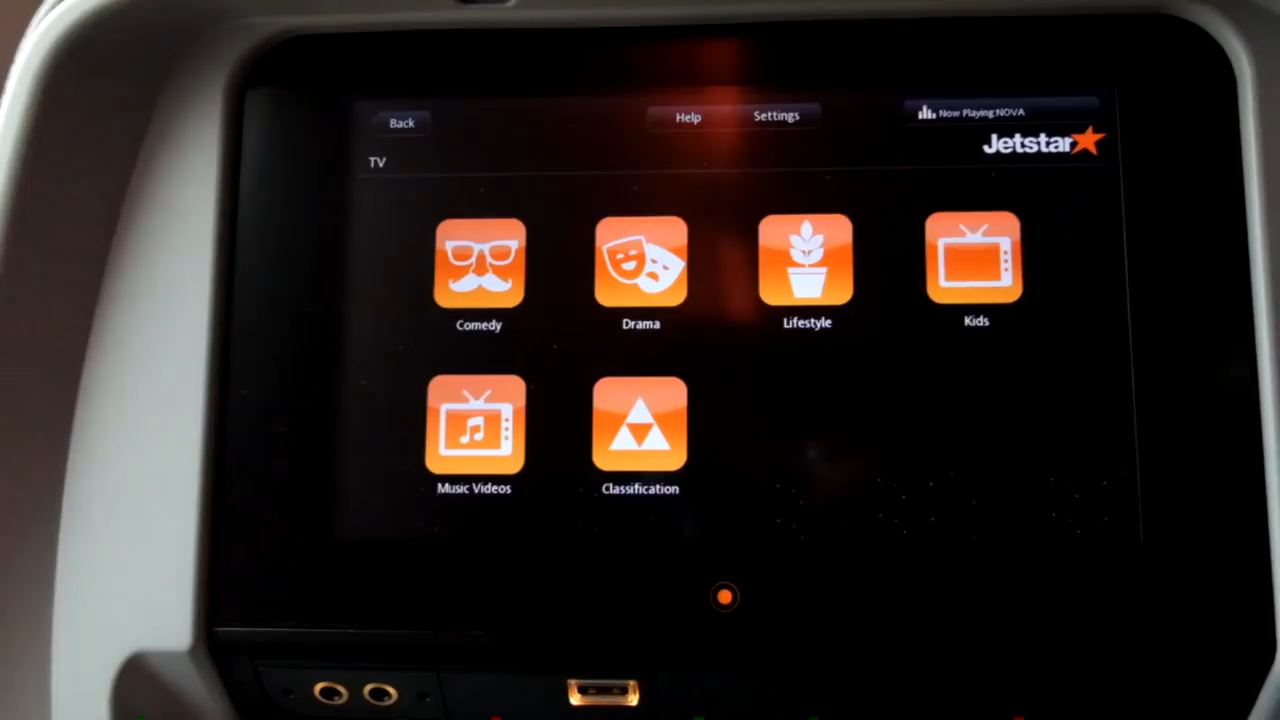 Back
Help
Settings
Now Playing:NOVA
Jetstar
TV
Comedy
Drama
Lifestyle
Kids
Music Videos
Classification